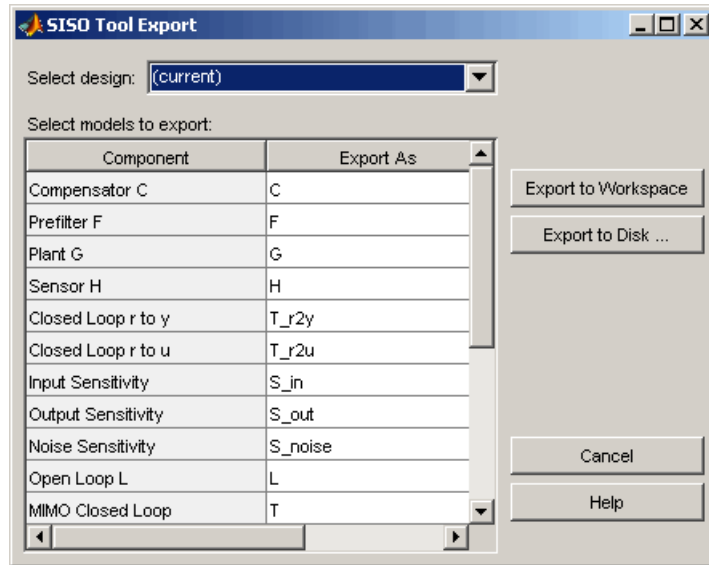 SISO Tool Export
Select design: (current)
Select models to export:
Component Export As
Compensator C C
Export to Workspace
Prefilter F F
Export to Disk ...
Plant G G
Sensor H H
Closed Loop r to y T_r2y
Closed Loop r to u T_r2u
Input Sensitivity S_in
Output Sensitivity S_out
Noise Sensitivity S_noise
Cancel
Open Loop L L
Help
MIMO Closed Loop T